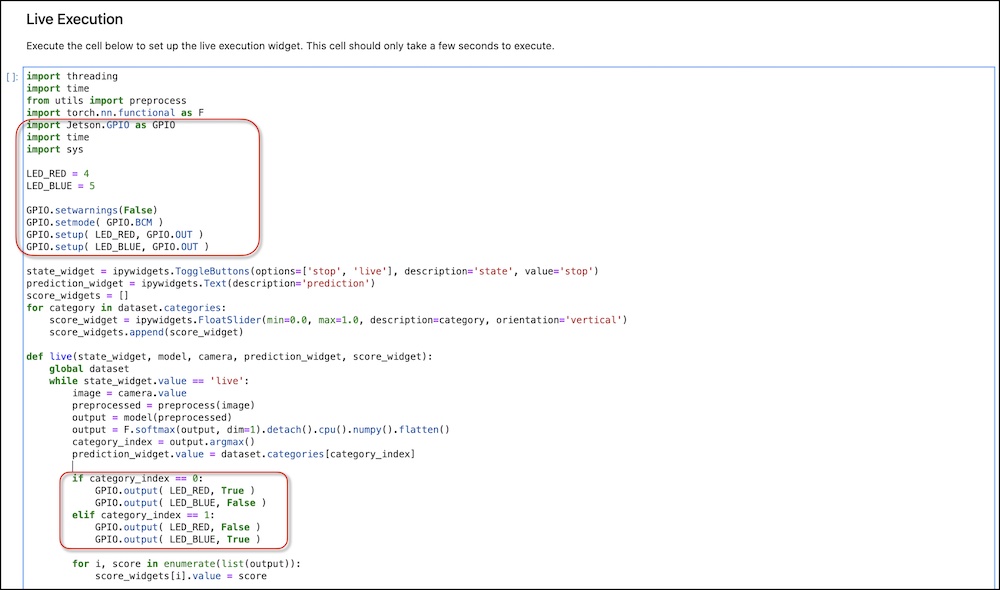 Live Execution
Execute the cell below to set up the live execution widget. This cell should only take a few seconds to execute.
[ ]:
import threading
import time
from utils import preprocess
import torch.nn.functional as F
import Jetson.GPIO as GPIO
import time
import sys
LED_RED = 4
LED_BLUE = 5
GPIO.setwarnings(False)
GPIO.setmode( GPIO.BCM )
GPIO.setup( LED_RED, GPIO.OUT )
GPIO.setup( LED_BLUE, GPIO.OUT )
state_widget = ipywidgets.ToggleButtons(options=['stop', 'live'], description='state', value='stop')
prediction_widget = ipywidgets.Text(description='prediction')
score_widgets = []
for category in dataset.categories:
    score_widget = ipywidgets.FloatSlider(min=0.0, max=1.0, description=category, orientation='vertical')
    score_widgets.append(score_widget)
def live(state_widget, model, camera, prediction_widget, score_widget):
    global dataset
    while state_widget.value == 'live':
        image = camera.value
        preprocessed = preprocess(image)
        output = model(preprocessed)
        output = F.softmax(output, dim=1).detach().cpu().numpy().flatten()
        category_index = output.argmax()
        prediction_widget.value = dataset.categories[category_index]
        if category_index == 0:
            GPIO.output( LED_RED, True )
            GPIO.output( LED_BLUE, False )
        elif category_index == 1:
            GPIO.output( LED_RED, False )
            GPIO.output( LED_BLUE, True )
        for i, score in enumerate(list(output)):
            score_widgets[i].value = score